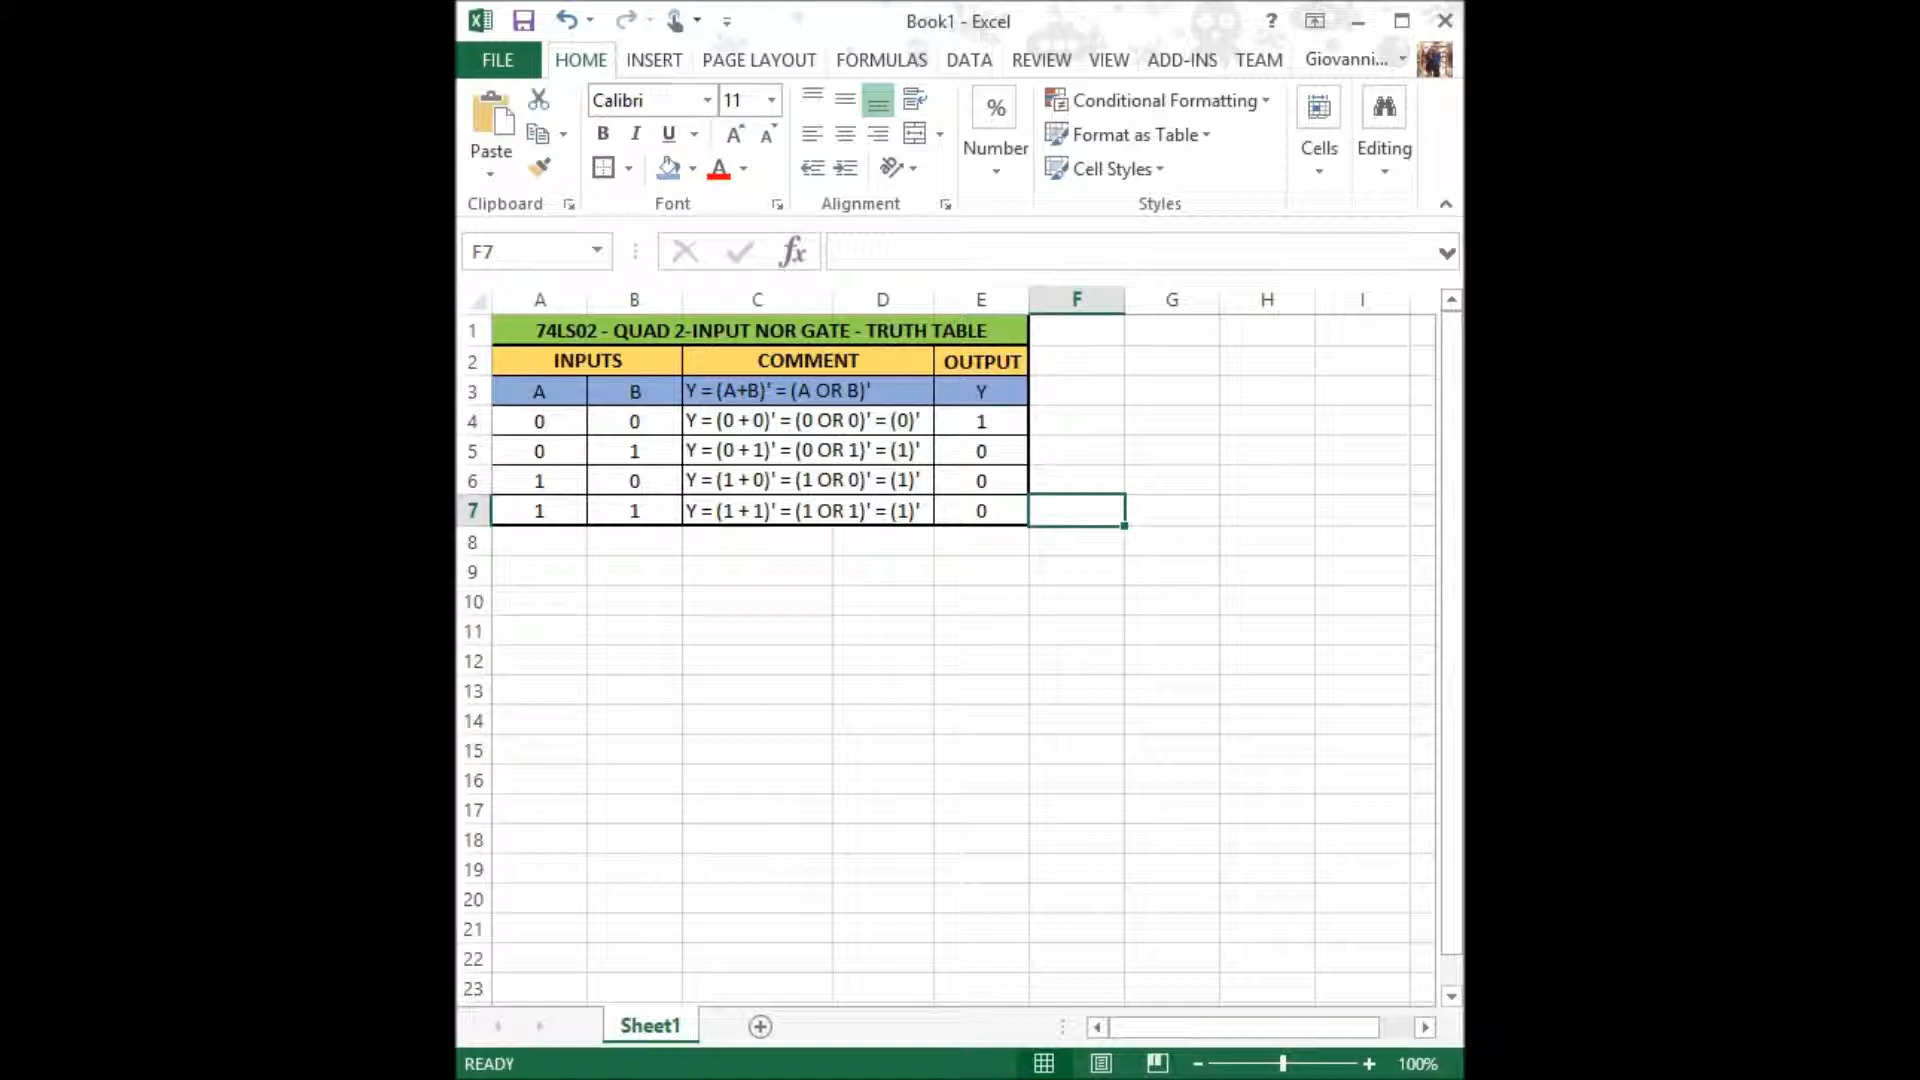 Book1 - Excel
?
FILE HOME INSERT PAGE LAYOUT FORMULAS DATA REVIEW VIEW ADD-INS TEAM Giovanni...
Paste
Calibri 11
B I U A A
A
%
Number
Conditional Formatting
Format as Table
Cell Styles
Cells
Editing
Clipboard Font Alignment Styles
F7 fx
A B C D E F G H I
1 74LS02 - QUAD 2-INPUT NOR GATE - TRUTH TABLE
2 INPUTS COMMENT OUTPUT
3 A B Y = (A+B)' = (A OR B)' Y
4 0 0 Y = (0 + 0)' = (0 OR 0)' = (0)' 1
5 0 1 Y = (0 + 1)' = (0 OR 1)' = (1)' 0
6 1 0 Y = (1 + 0)' = (1 OR 0)' = (1)' 0
7 1 1 Y = (1 + 1)' = (1 OR 1)' = (1)' 0
8
9
10
11
12
13
14
15
16
17
18
19
20
21
22
23
Sheet1
READY 100%